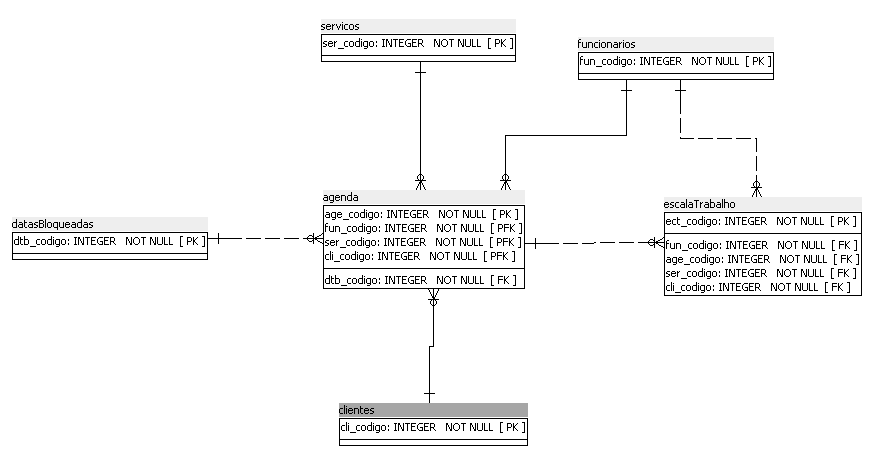 servicos
ser_codigo: INTEGER NOT NULL [ PK ]
funcionarios
fun_codigo: INTEGER NOT NULL [ PK ]
datasBloqueadas
dtb_codigo: INTEGER NOT NULL [ PK ]
agenda
age_codigo: INTEGER NOT NULL [ PK ]
fun_codigo: INTEGER NOT NULL [ PFK ]
ser_codigo: INTEGER NOT NULL [ PFK ]
cli_codigo: INTEGER NOT NULL [ PFK ]
dtb_codigo: INTEGER NOT NULL [ FK ]
escalaTrabalho
ect_codigo: INTEGER NOT NULL [ PK ]
fun_codigo: INTEGER NOT NULL [ FK ]
age_codigo: INTEGER NOT NULL [ FK ]
ser_codigo: INTEGER NOT NULL [ FK ]
cli_codigo: INTEGER NOT NULL [ FK ]
clientes
cli_codigo: INTEGER NOT NULL [ PK ]